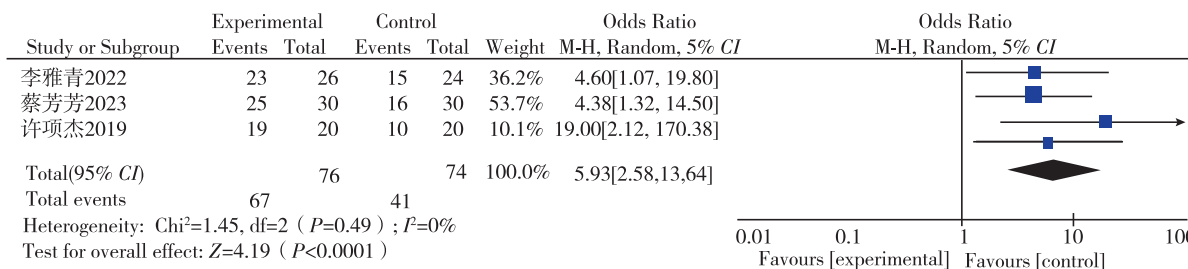 Experimental Control Odds Ratio Odds Ratio
Study or Subgroup Events Total Events Total Weight M-H, Random, 5% CI M-H, Random, 5% CI
李雅青2022 23 26 15 24 36.2% 4.60[1.07, 19.80]
蔡芳芳2023 25 30 16 30 53.7% 4.38[1.32, 14.50]
许项杰2019 19 20 10 20 10.1% 19.00[2.12, 170.38]
Total(95% CI) 76 74 100.0% 5.93[2.58,13,64]
Total events 67 41
Heterogeneity: Chi²=1.45, df=2（P=0.49）; I²=0%
Test for overall effect: Z=4.19（P<0.0001）
0.01 0.1 1 10 100
Favours [experimental] Favours [control]